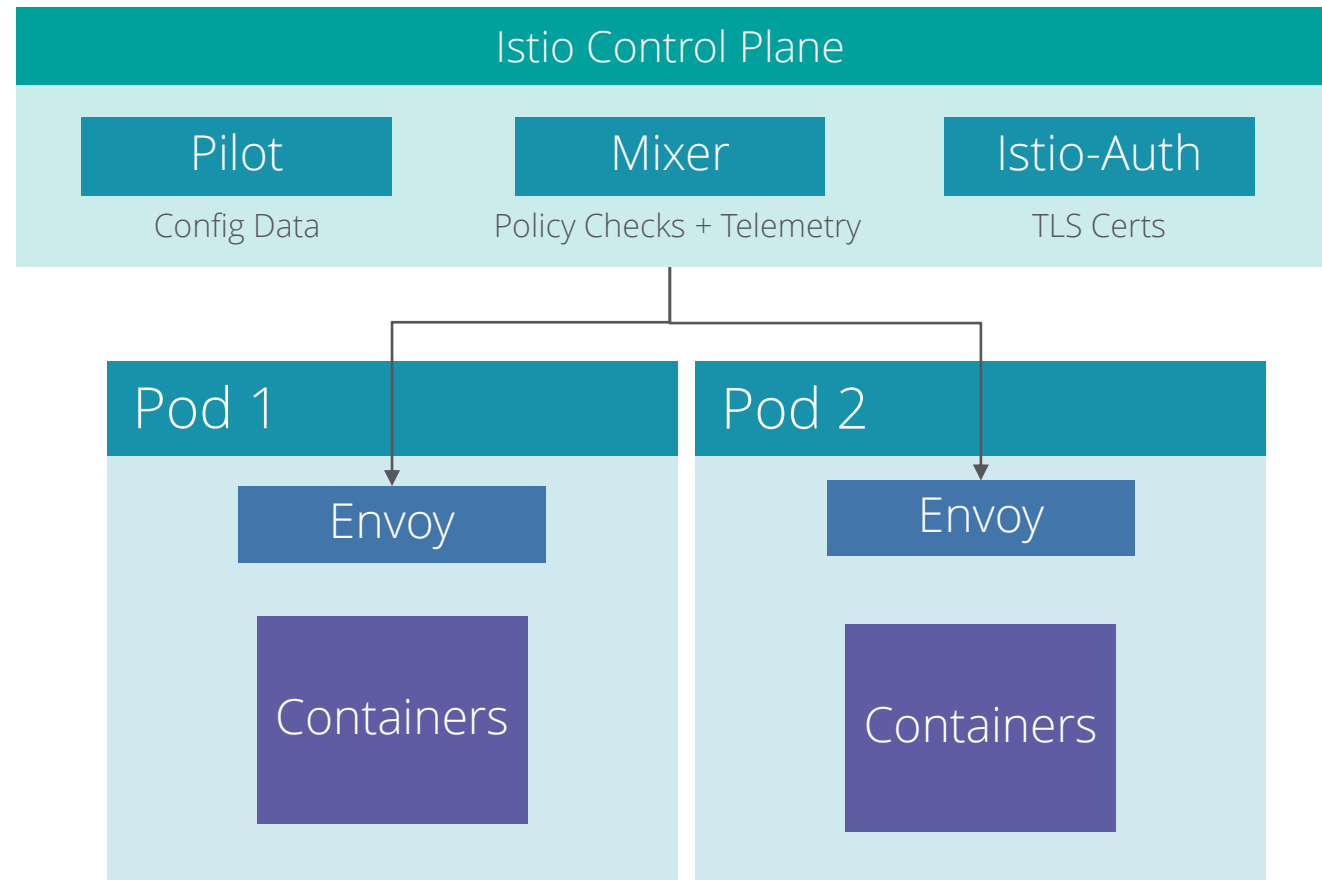 Istio Control Plane
Pilot
Mixer
Istio-Auth
Config Data
Policy Checks + Telemetry
TLS Certs
Pod 1
Pod 2
Envoy
Envoy
Containers
Containers